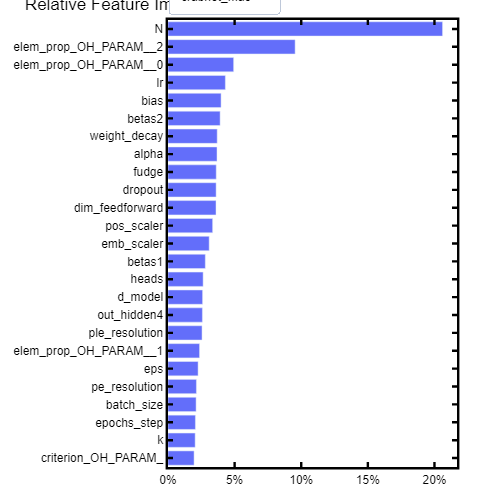 Relative Feature Im
N
elem_prop_OH_PARAM__2
elem_prop_OH_PARAM__0
lr
bias
betas2
weight_decay
alpha
fudge
dropout
dim_feedforward
pos_scaler
emb_scaler
betas1
heads
d_model
out_hidden4
ple_resolution
elem_prop_OH_PARAM__1
eps
pe_resolution
batch_size
epochs_step
k
criterion_OH_PARAM_
0% 5% 10% 15% 20%